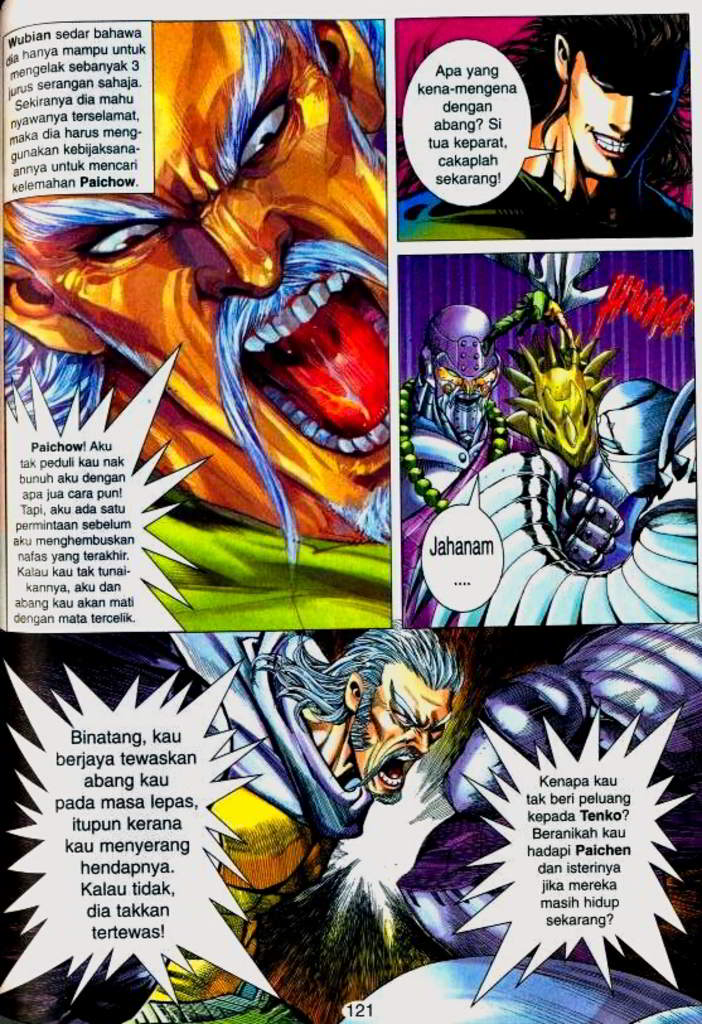 Wubian sedar bahawa
dia hanya mampu untuk
mengelak sebanyak 3
jurus serangan sahaja.
Sekiranya dia mahu
nyawanya terselamat,
maka dia harus meng-
gunakan kebijaksana-
annya untuk mencari
kelemahan Paichow.
Paichow! Aku
tak peduli kau nak
bunuh aku dengan
apa jua cara pun!
Tapi, aku ada satu
permintaan sebelum
aku menghembuskan
nafas yang terakhir.
Kalau kau tak tunai-
kannya, aku dan
abang kau akan mati
dengan mata tercelik.
Apa yang
kena-mengena
dengan
abang? Si
tua keparat,
cakaplah
sekarang!
Jahanam
....
Binatang, kau
berjaya tewaskan
abang kau
pada masa lepas,
itupun kerana
kau menyerang
hendapnya.
Kalau tidak,
dia takkan
tertewas!
Kenapa kau
tak beri peluang
kepada Tenko?
Beranikah kau
hadapi Paichen
dan isterinya
jika mereka
masih hidup
sekarang?
121